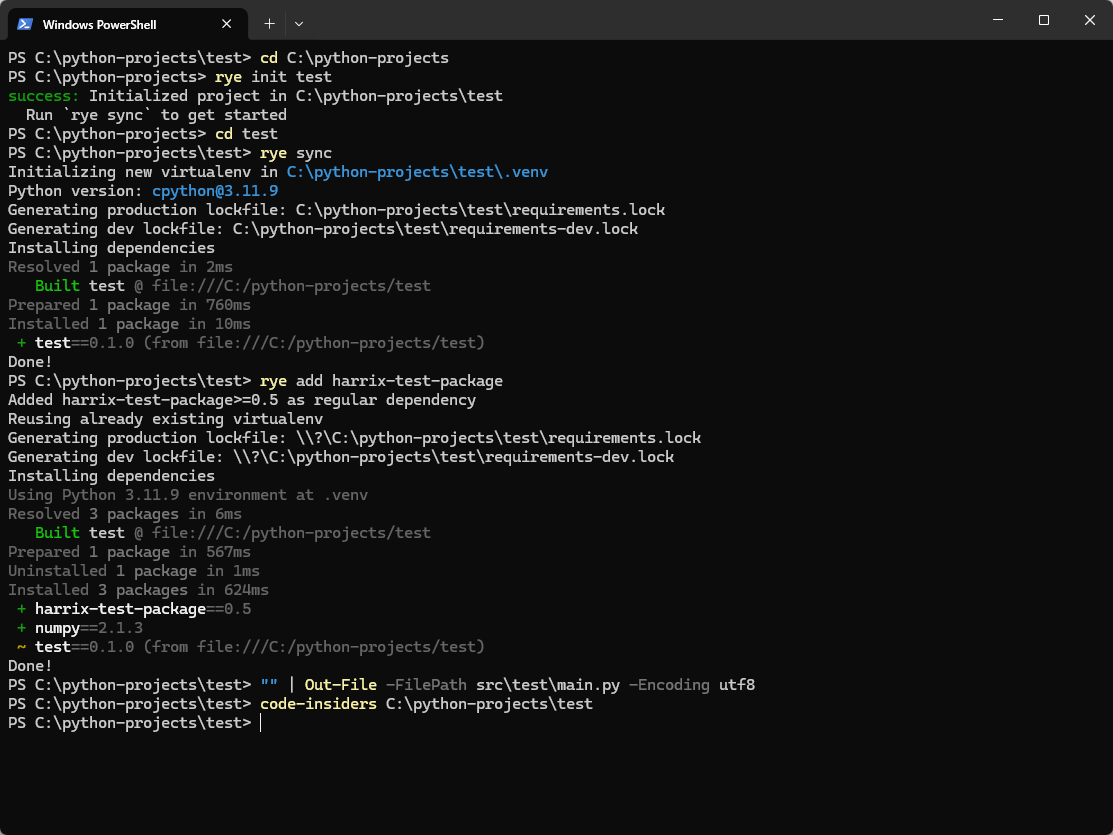 Windows PowerShell
PS C:\python-projects\test> cd C:\python-projects
PS C:\python-projects> rye init test
success: Initialized project in C:\python-projects\test
  Run `rye sync` to get started
PS C:\python-projects> cd test
PS C:\python-projects\test> rye sync
Initializing new virtualenv in C:\python-projects\test\.venv
Python version: cpython@3.11.9
Generating production lockfile: C:\python-projects\test\requirements.lock
Generating dev lockfile: C:\python-projects\test\requirements-dev.lock
Installing dependencies
Resolved 1 package in 2ms
   Built test @ file:///C:/python-projects/test
Prepared 1 package in 760ms
Installed 1 package in 10ms
 + test==0.1.0 (from file:///C:/python-projects/test)
Done!
PS C:\python-projects\test> rye add harrix-test-package
Added harrix-test-package>=0.5 as regular dependency
Reusing already existing virtualenv
Generating production lockfile: \\?\C:\python-projects\test\requirements.lock
Generating dev lockfile: \\?\C:\python-projects\test\requirements-dev.lock
Installing dependencies
Using Python 3.11.9 environment at .venv
Resolved 3 packages in 6ms
   Built test @ file:///C:/python-projects/test
Prepared 1 package in 567ms
Uninstalled 1 package in 1ms
Installed 3 packages in 624ms
 + harrix-test-package==0.5
 + numpy==2.1.3
 ~ test==0.1.0 (from file:///C:/python-projects/test)
Done!
PS C:\python-projects\test> "" | Out-File -FilePath src\test\main.py -Encoding utf8
PS C:\python-projects\test> code-insiders C:\python-projects\test
PS C:\python-projects\test>